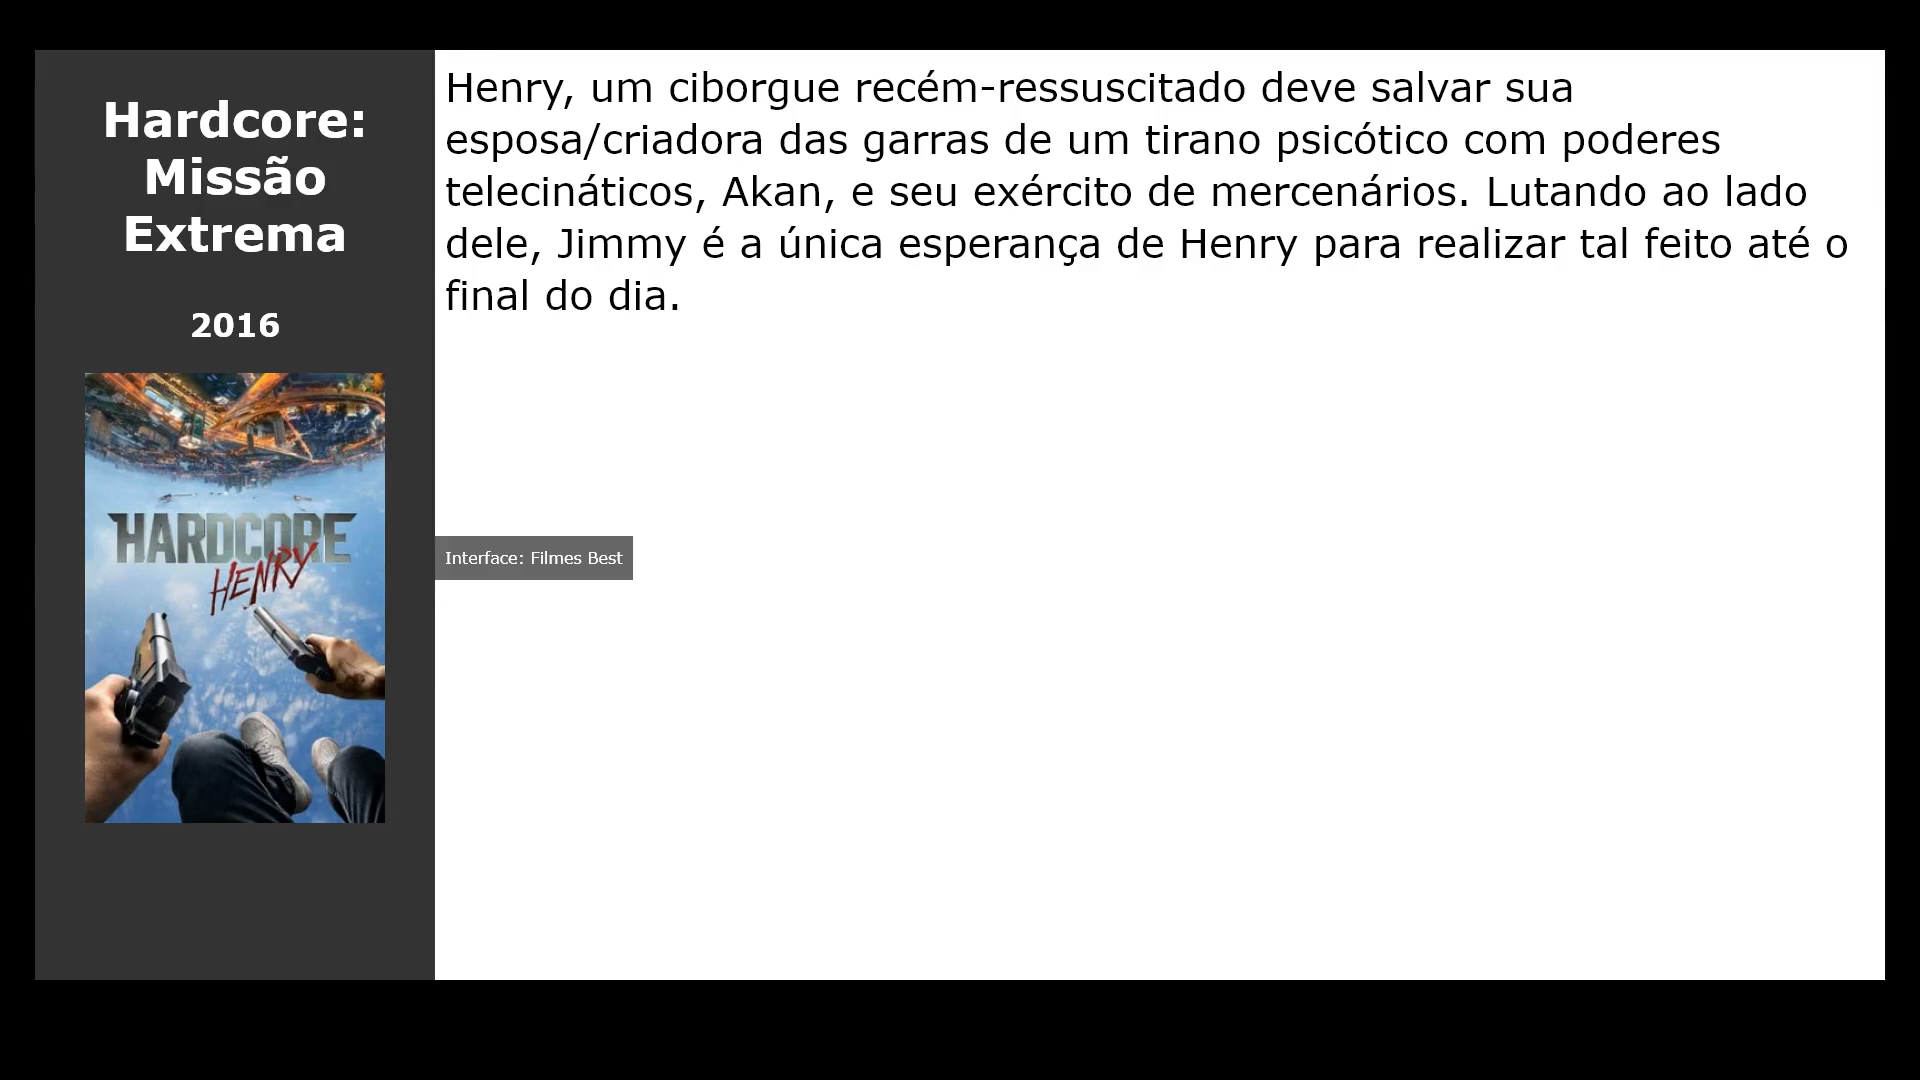 Hardcore:
Missão
Extrema
2016
HARDCORE
HENRY
Henry, um ciborgue recém-ressuscitado deve salvar sua
esposa/criadora das garras de um tirano psicótico com poderes
telecináticos, Akan, e seu exército de mercenários. Lutando ao lado
dele, Jimmy é a única esperança de Henry para realizar tal feito até o
final do dia.
Interface: Filmes Best